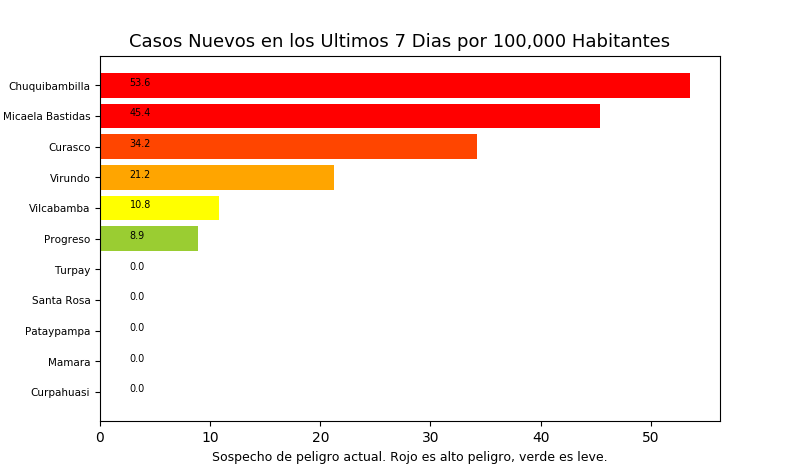 Casos Nuevos en los Ultimos 7 Dias por 100,000 Habitantes
Chuquibambilla 53.6
Micaela Bastidas 45.4
Curasco 34.2
Virundo 21.2
Vilcabamba 10.8
Progreso 8.9
Turpay 0.0
Santa Rosa 0.0
Pataypampa 0.0
Mamara 0.0
Curpahuasi 0.0
0 10 20 30 40 50
Sospecho de peligro actual. Rojo es alto peligro, verde es leve.